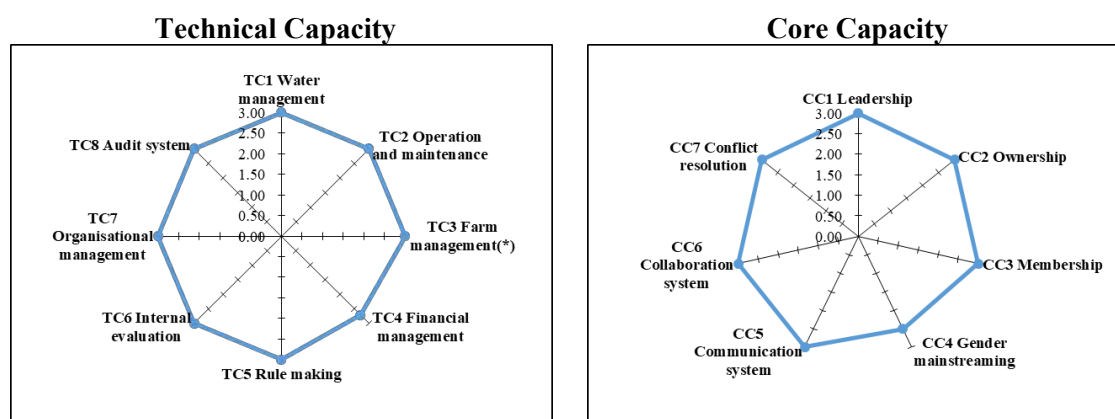 Technical Capacity
TC1 Water
management
3.00
2.50
2.00
1.50
1.00
0.50
0.00
TC2 Operation
and maintenance
TC3 Farm
management(*)
TC4 Financial
management
TC5 Rule making
TC6 Internal
evaluation
TC7
Organisational
management
TC8 Audit system
Core Capacity
CC1 Leadership
3.00
2.50
2.00
1.50
1.00
0.50
0.00
CC2 Ownership
CC3 Membership
CC4 Gender
mainstreaming
CC5
Communication
system
CC6
Collaboration
system
CC7 Conflict
resolution